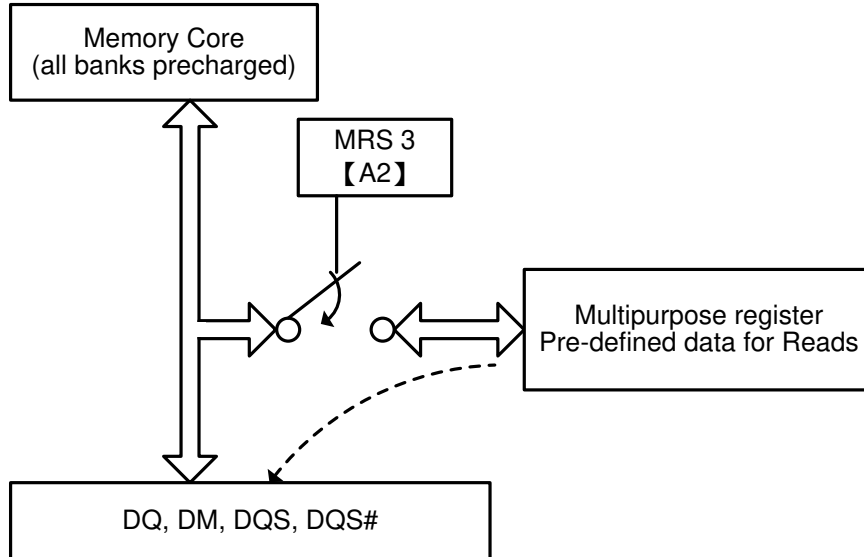 Memory Core
(all banks precharged)
MRS 3
【A2】
Multipurpose register
Pre-defined data for Reads
DQ, DM, DQS, DQS#